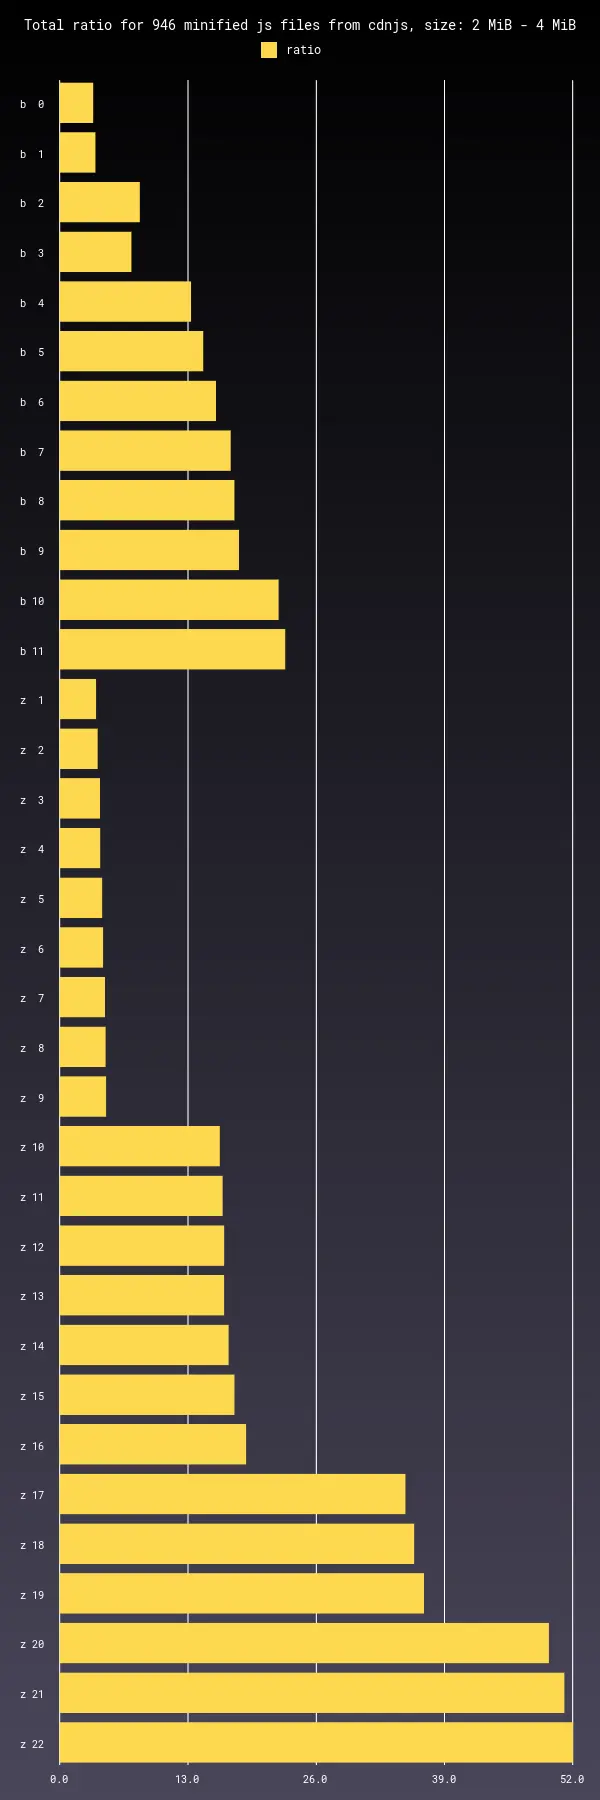 Total ratio for 946 minified js files from cdnjs, size: 2 MiB - 4 MiB
ratio
b 0
b 1
b 2
b 3
b 4
b 5
b 6
b 7
b 8
b 9
b 10
b 11
z 1
z 2
z 3
z 4
z 5
z 6
z 7
z 8
z 9
z 10
z 11
z 12
z 13
z 14
z 15
z 16
z 17
z 18
z 19
z 20
z 21
z 22
0.0 13.0 26.0 39.0 52.0